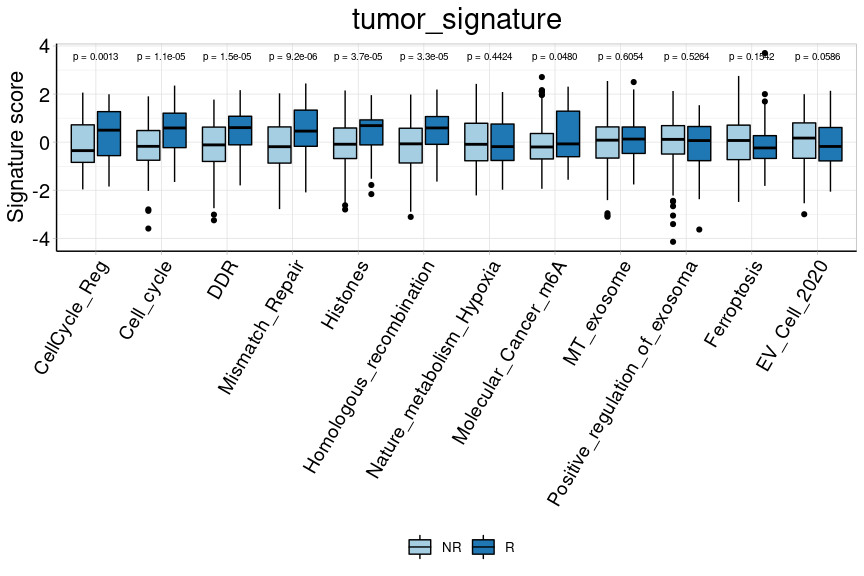 tumor_signature
Signature score
4
2
0
-2
-4
p = 0.0013 p = 1.1e-05 p = 1.5e-05 p = 9.2e-06 p = 3.7e-05 p = 3.3e-05 p = 0.4424 p = 0.0480 p = 0.6054 p = 0.5264 p = 0.1542 p = 0.0586
CellCycle_Reg
Cell_cycle
DDR
Mismatch_Repair
Histones
Homologous_recombination
Nature_metabolism_Hypoxia
Molecular_Cancer_m6A
MT_exosome
Positive_regulation_of_exosoma
Ferroptosis
EV_Cell_2020
NR R